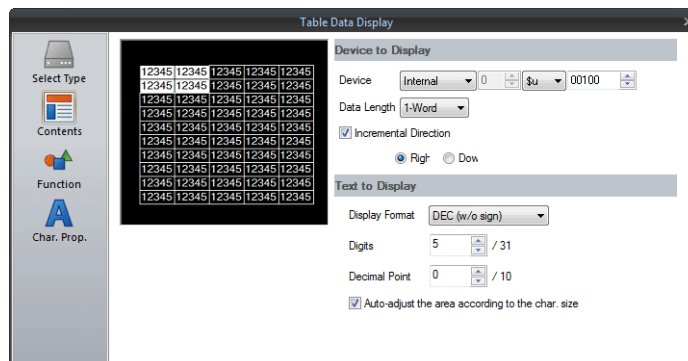 Table Data Display
Select Type
Contents
Function
Char. Prop.
12345 12345 12345 12345 12345
12345 12345 12345 12345 12345
12345 12345 12345 12345 12345
12345 12345 12345 12345 12345
12345 12345 12345 12345 12345
12345 12345 12345 12345 12345
12345 12345 12345 12345 12345
12345 12345 12345 12345 12345
12345 12345 12345 12345 12345
12345 12345 12345 12345 12345
Device to Display
Device Internal 0 $u 00100
Data Length 1-Word
Incremental Direction
Righ Dow
Text to Display
Display Format DEC (w/o sign)
Digits 5 / 31
Decimal Point 0 / 10
Auto-adjust the area according to the char. size